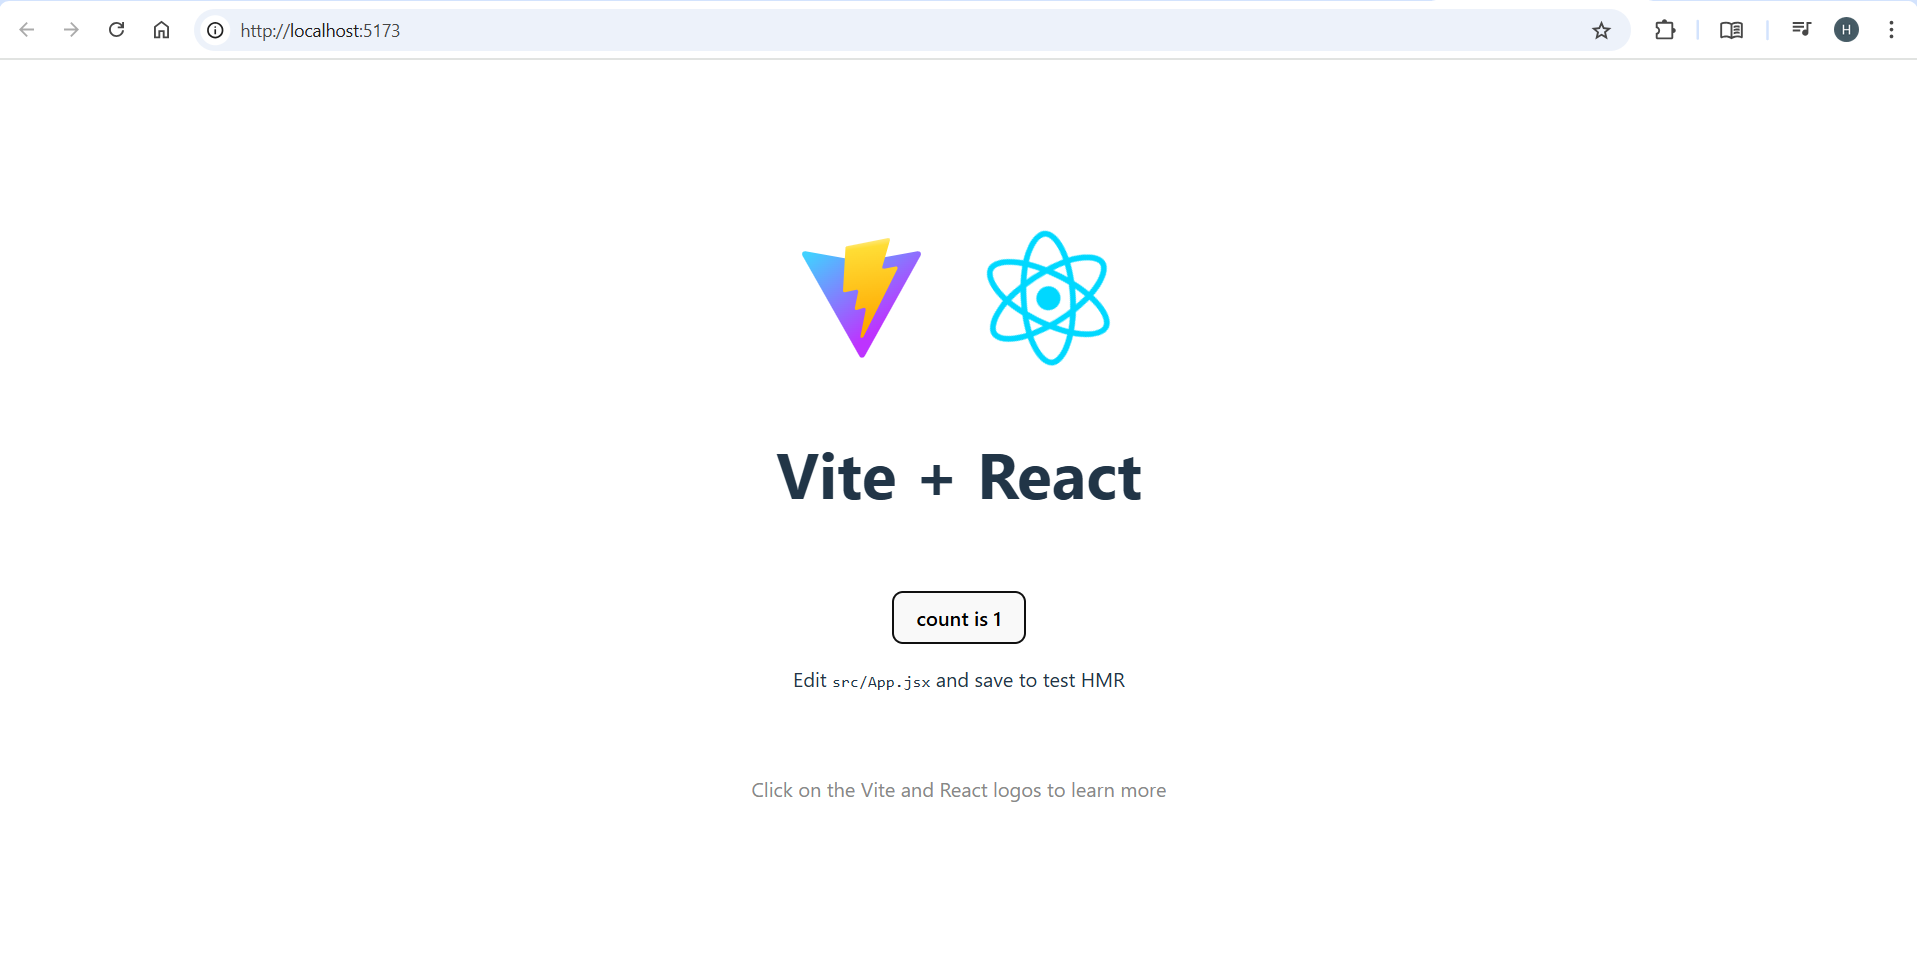 http://localhost:5173
H
Vite + React
count is 1
Edit src/App.jsx and save to test HMR
Click on the Vite and React logos to learn more